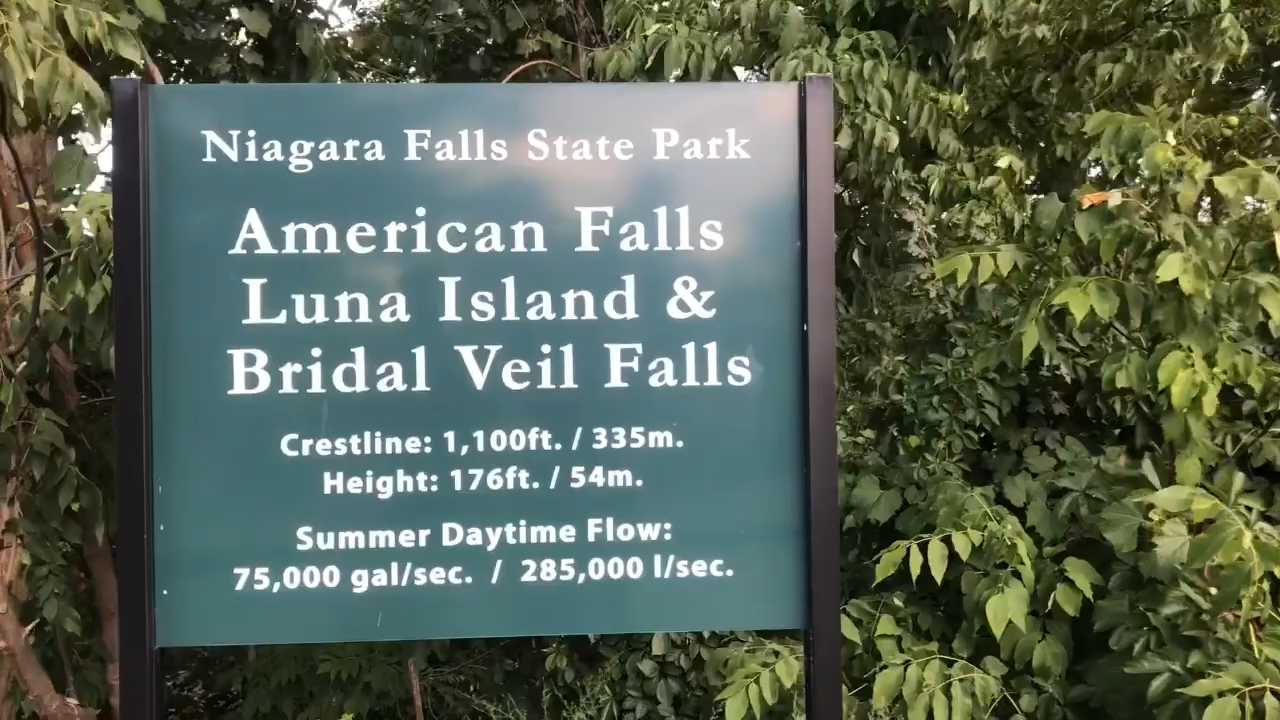 Niagara Falls State Park
American Falls
Luna Island &
Bridal Veil Falls
Crestline: 1,100ft. / 335m.
Height: 176ft. / 54m.
Summer Daytime Flow:
75,000 gal/sec. / 285,000 l/sec.